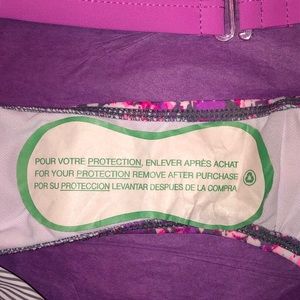 POUR VOTRE PROTECTION, ENLEVER APRÈS ACHAT
FOR YOUR PROTECTION REMOVE AFTER PURCHASE
POR SU PROTECCION LEVANTAR DESPUES DE LA COMPRA